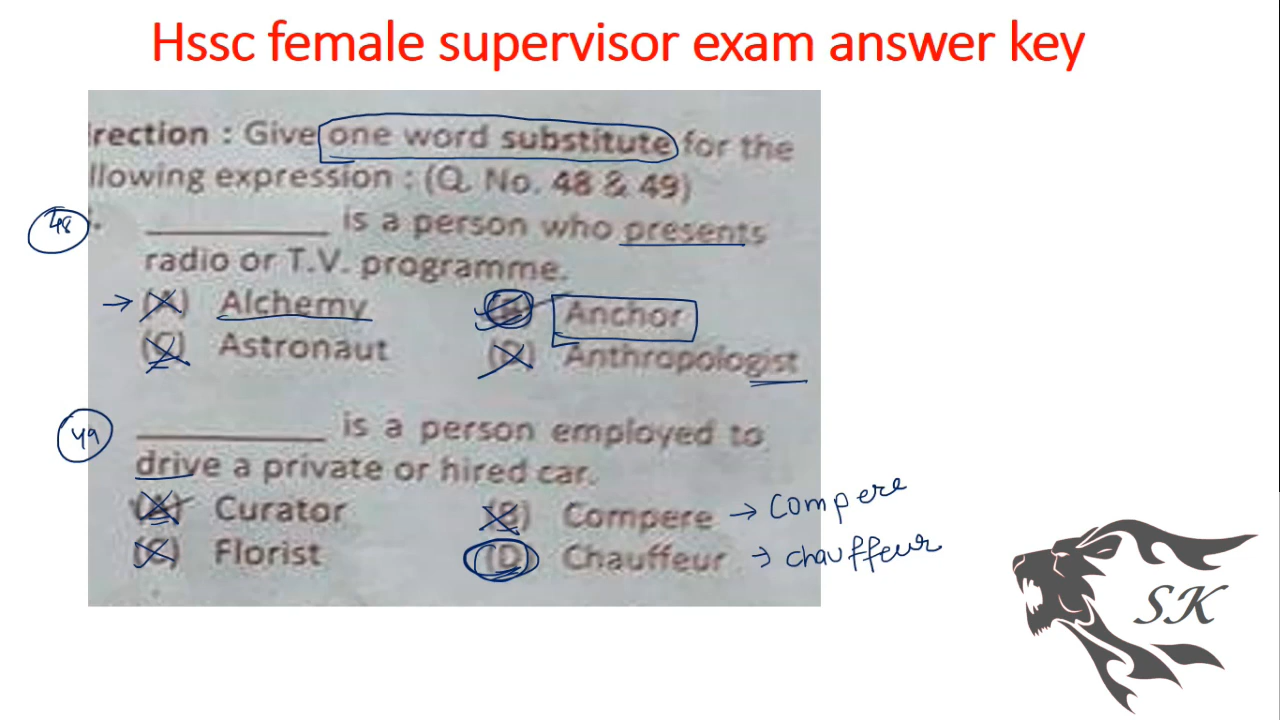 Hssc female supervisor exam answer key
irection : Give one word substitute for the
llowing expression : (Q. No. 48 & 49)
48 . ________ is a person who presents
radio or T.V. programme.
(A) Alchemy (B) Anchor
(C) Astronaut (D) Anthropologist
49 ________ is a person employed to
drive a private or hired car.
(A) Curator (B) Compere → Compere
(C) Florist (D) Chauffeur → chauffeur
SK